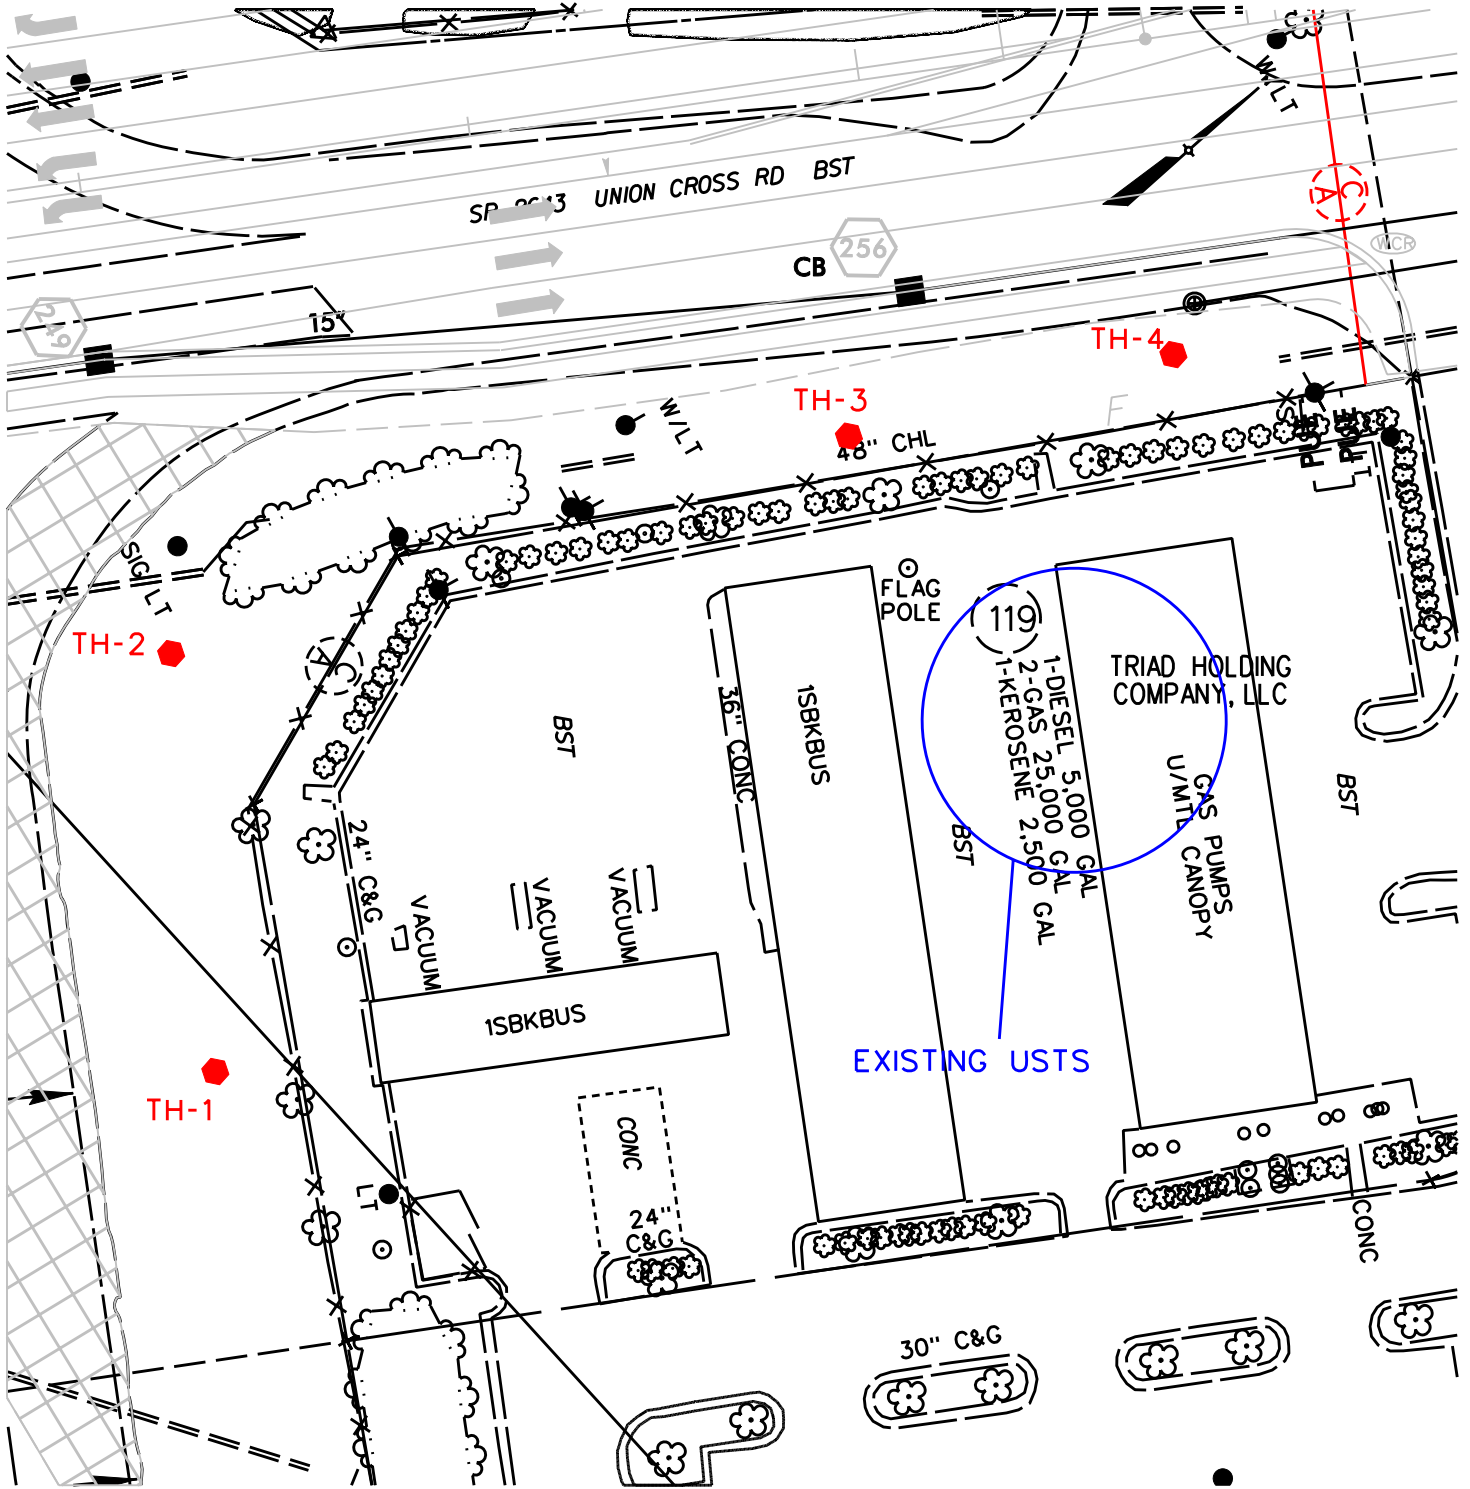 W/LT
C
A
SR 2643 UNION CROSS RD BST
256
WCR
CB
249
15"
TH-4
TH-3
W/LT
48" CHL
SIG
LT
FLAG
POLE
119
TH-2
A
C
TRIAD HOLDING
COMPANY, LLC
1-DIESEL 5,000 GAL
2-GAS 25,000 GAL
1-KEROSENE 2,500 GAL
36" CONC
1SBKBUS
BST
BST
BST
GAS PUMPS
U/MTL CANOPY
24" C&G
VACUUM
VACUUM
VACUUM
1SBKBUS
EXISTING USTS
TH-1
CONC
LT
24"
C&G
CONC
30" C&G